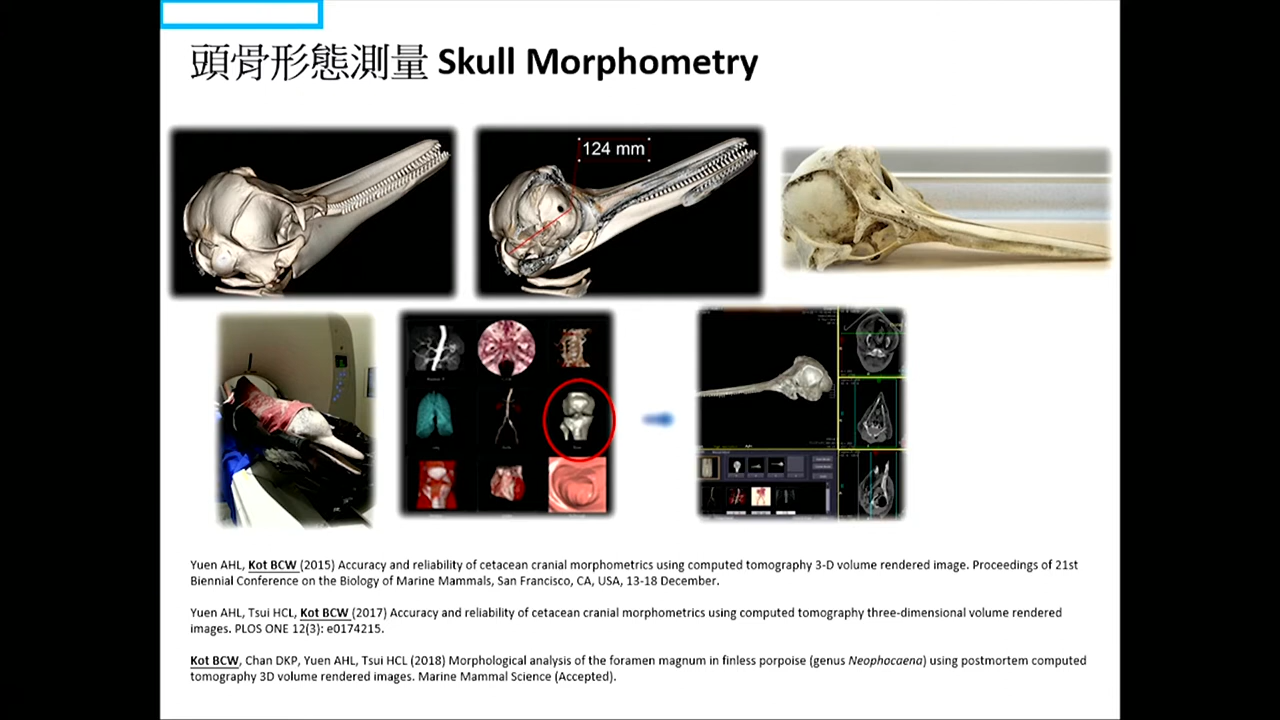 頭骨形態測量 Skull Morphometry
124 mm
Yuen AHL, Kot BCW (2015) Accuracy and reliability of cetacean cranial morphometrics using computed tomography 3-D volume rendered image. Proceedings of 21st
Biennial Conference on the Biology of Marine Mammals, San Francisco, CA, USA, 13-18 December.
Yuen AHL, Tsui HCL, Kot BCW (2017) Accuracy and reliability of cetacean cranial morphometrics using computed tomography three-dimensional volume rendered
images. PLOS ONE 12(3): e0174215.
Kot BCW, Chan DKP, Yuen AHL, Tsui HCL (2018) Morphological analysis of the foramen magnum in finless porpoise (genus Neophocaena) using postmortem computed
tomography 3D volume rendered images. Marine Mammal Science (Accepted).